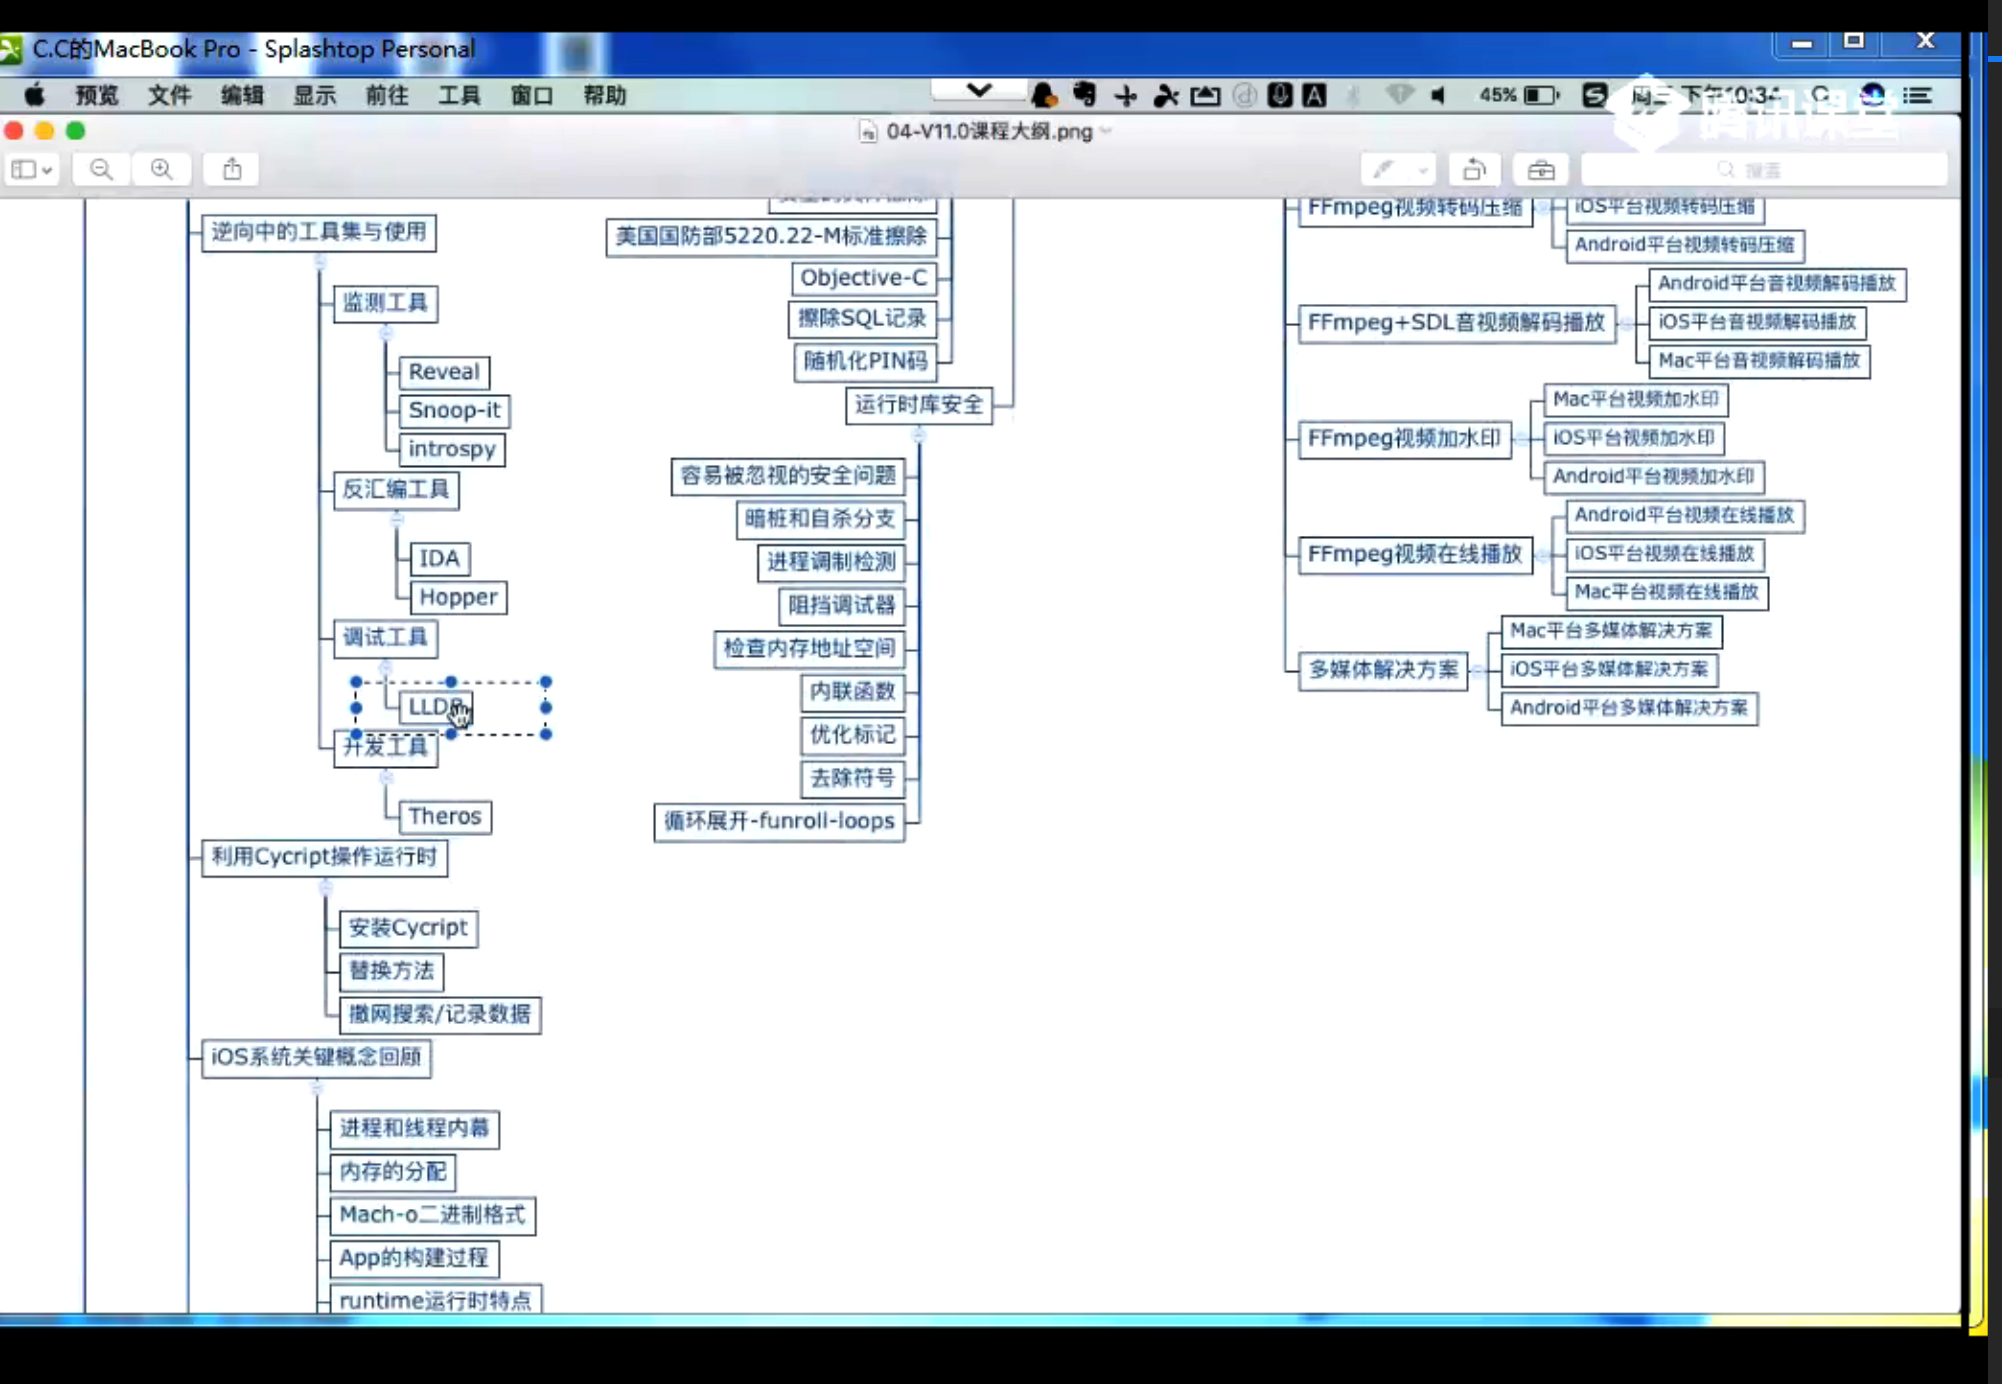 C.C的MacBook Pro - Splashtop Personal
预览 文件 编辑 显示 前往 工具 窗口 帮助
45%
下午10:34
腾讯课堂
04-V11.0课程大纲.png
搜索
逆向中的工具集与使用
监测工具
Reveal
Snoop-it
introspy
反汇编工具
IDA
Hopper
调试工具
LLDB
开发工具
Theros
利用Cycript操作运行时
安装Cycript
替换方法
撒网搜索/记录数据
iOS系统关键概念回顾
进程和线程内幕
内存的分配
Mach-o二进制格式
App的构建过程
runtime运行时特点
美国国防部5220.22-M标准擦除
Objective-C
擦除SQL记录
随机化PIN码
运行时库安全
容易被忽视的安全问题
暗桩和自杀分支
进程调制检测
阻挡调试器
检查内存地址空间
内联函数
优化标记
去除符号
循环展开-funroll-loops
FFmpeg视频转码压缩
iOS平台视频转码压缩
Android平台视频转码压缩
FFmpeg+SDL音视频解码播放
Android平台音视频解码播放
iOS平台音视频解码播放
Mac平台音视频解码播放
FFmpeg视频加水印
Mac平台视频加水印
iOS平台视频加水印
Android平台视频加水印
FFmpeg视频在线播放
Android平台视频在线播放
iOS平台视频在线播放
Mac平台视频在线播放
多媒体解决方案
Mac平台多媒体解决方案
iOS平台多媒体解决方案
Android平台多媒体解决方案